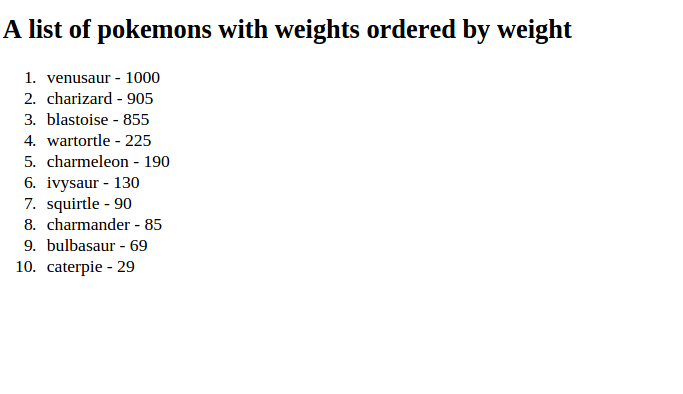 A list of pokemons with weights ordered by weight
1. venusaur - 1000
2. charizard - 905
3. blastoise - 855
4. wartortle - 225
5. charmeleon - 190
6. ivysaur - 130
7. squirtle - 90
8. charmander - 85
9. bulbasaur - 69
10. caterpie - 29